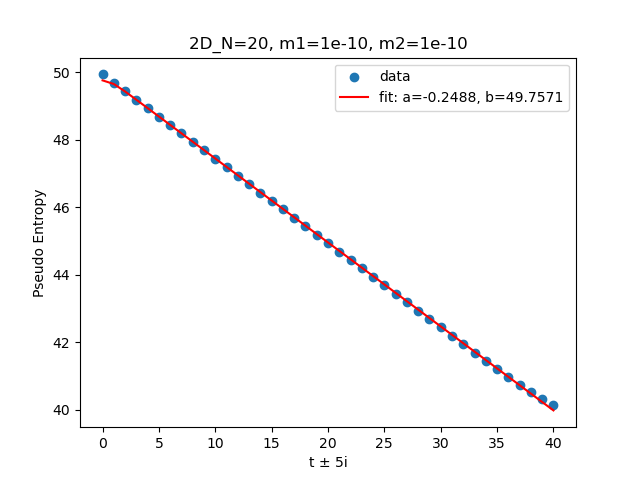 2D_N=20, m1=1e-10, m2=1e-10
data
fit: a=-0.2488, b=49.7571
Pseudo Entropy
50
48
46
44
42
40
0 5 10 15 20 25 30 35 40
t ± 5i